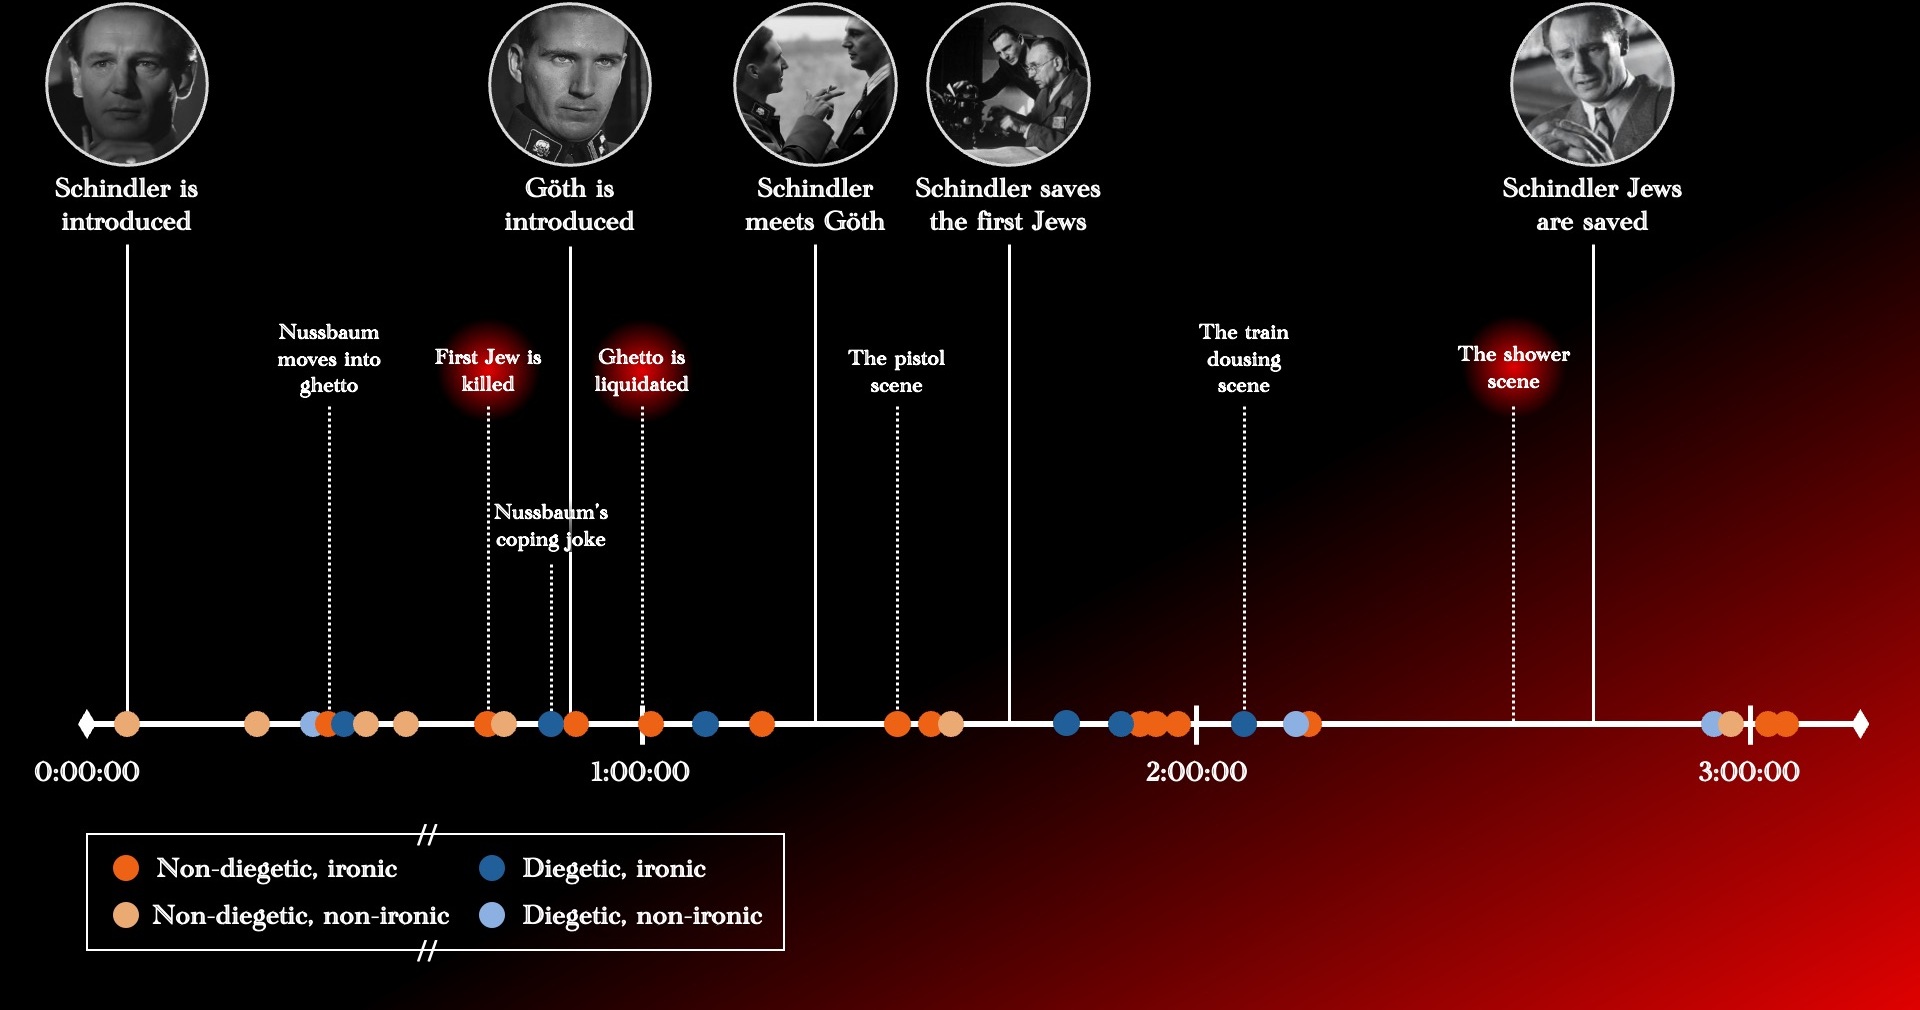 Schindler is
introduced
Göth is
introduced
Schindler
meets Göth
Schindler saves
the first Jews
Schindler Jews
are saved
Nussbaum
moves into
ghetto
First Jew is
killed
Ghetto is
liquidated
The pistol
scene
The train
dousing
scene
The shower
scene
Nussbaum's
coping joke
0:00:00
1:00:00
2:00:00
3:00:00
Non-diegetic, ironic
Diegetic, ironic
Non-diegetic, non-ironic
Diegetic, non-ironic